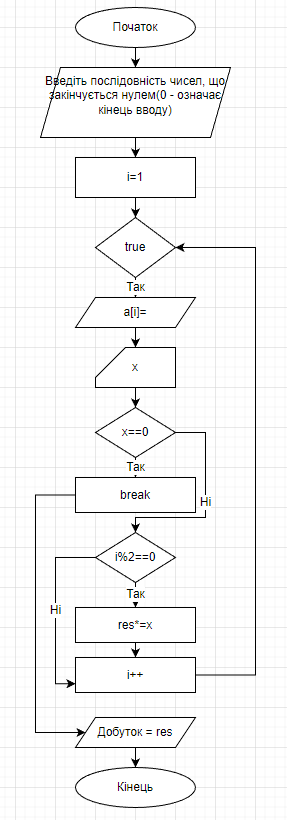 Початок
Введіть послідовність чисел, що
закінчується нулем(0 - означає
кінець вводу)
i=1
true
Так
a[i]=
x
x==0
Так
break
Ні
i%2==0
Так
Ні
res*=x
i++
Добуток = res
Кінець